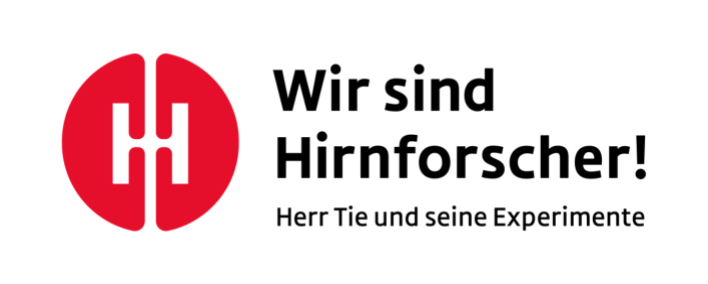 H
Wir sind
Hirnforscher!
Herr Tie und seine Experimente